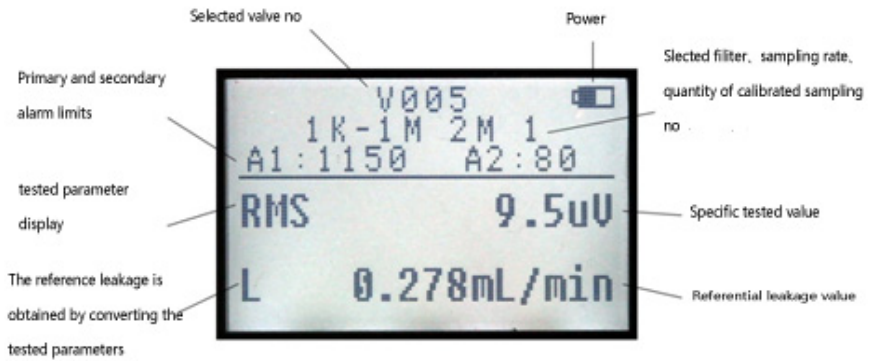 Selected valve no
Power
Primary and secondary
alarm limits
Slected filiter、sampling rate、
quantity of calibrated sampling
no
V005
1K-1M 2M 1
A1:1150 A2:80
tested parameter
display
RMS 9.5uV
Specific tested value
The reference leakage is
obtained by converting the
tested parameters
L 0.278mL/min
Referential leakage value